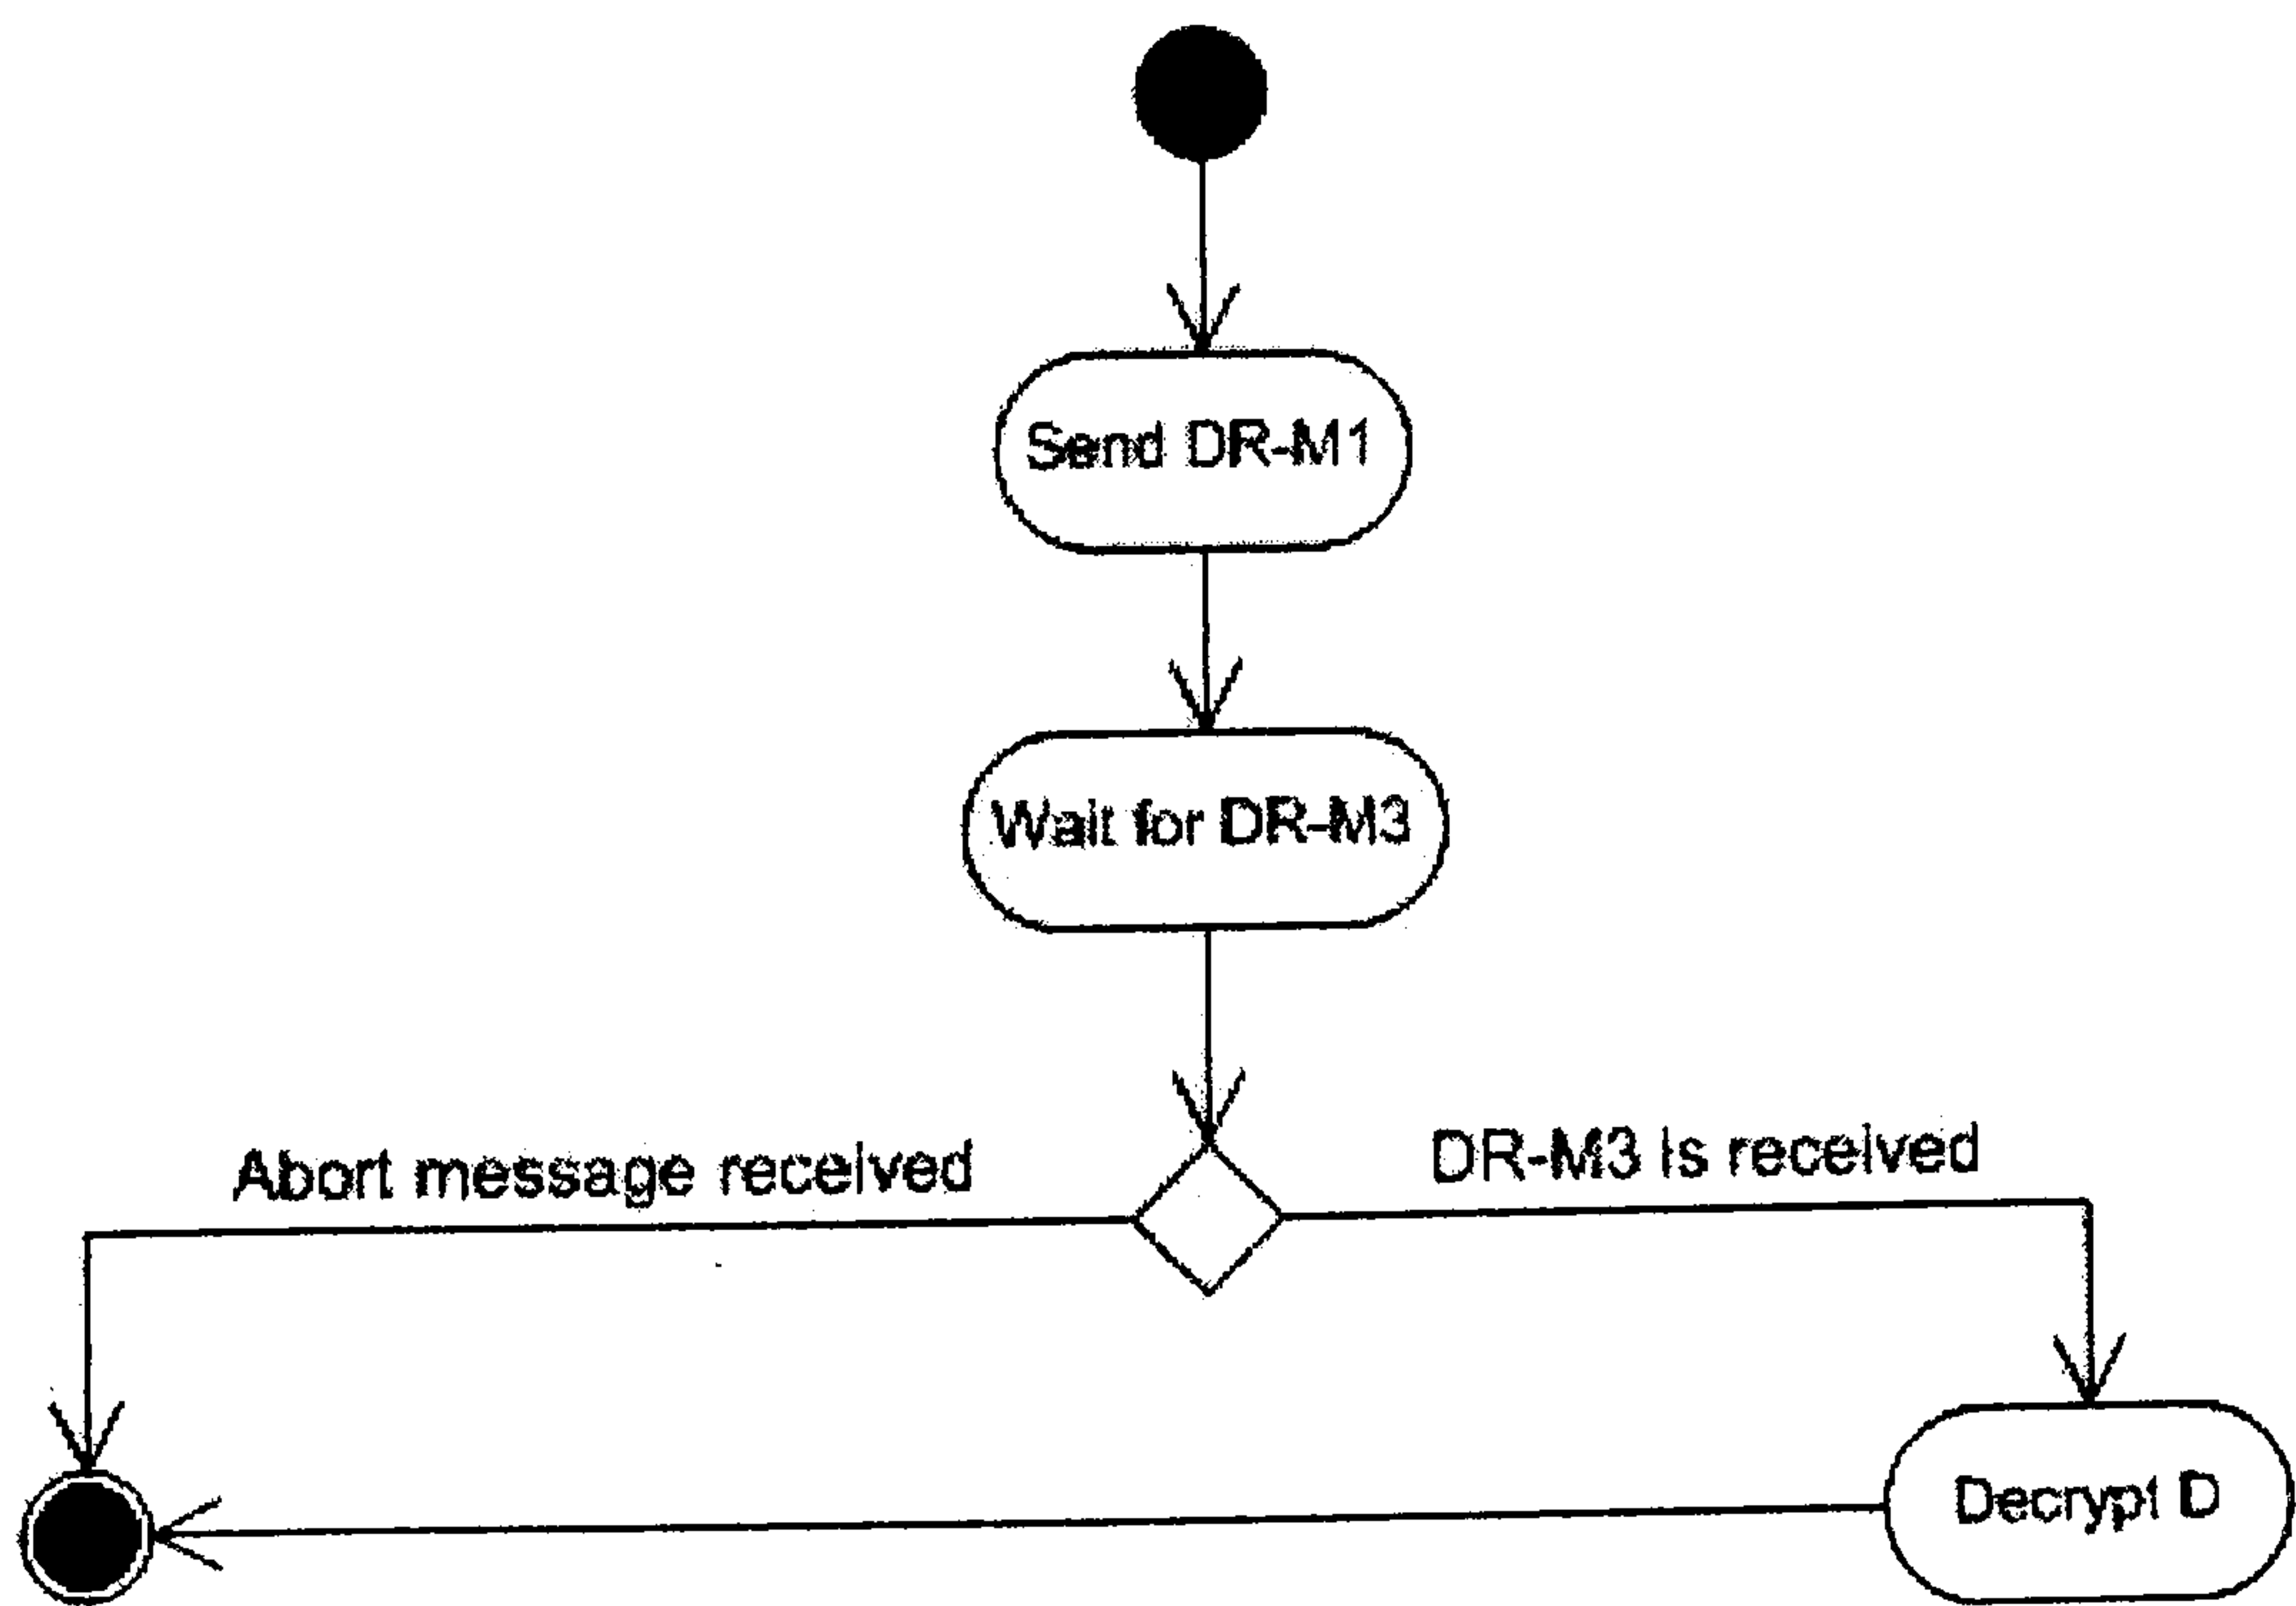 Send DR-M1
Wait for DR-M3
Abort message received
DR-M3 is received
Decrypt D